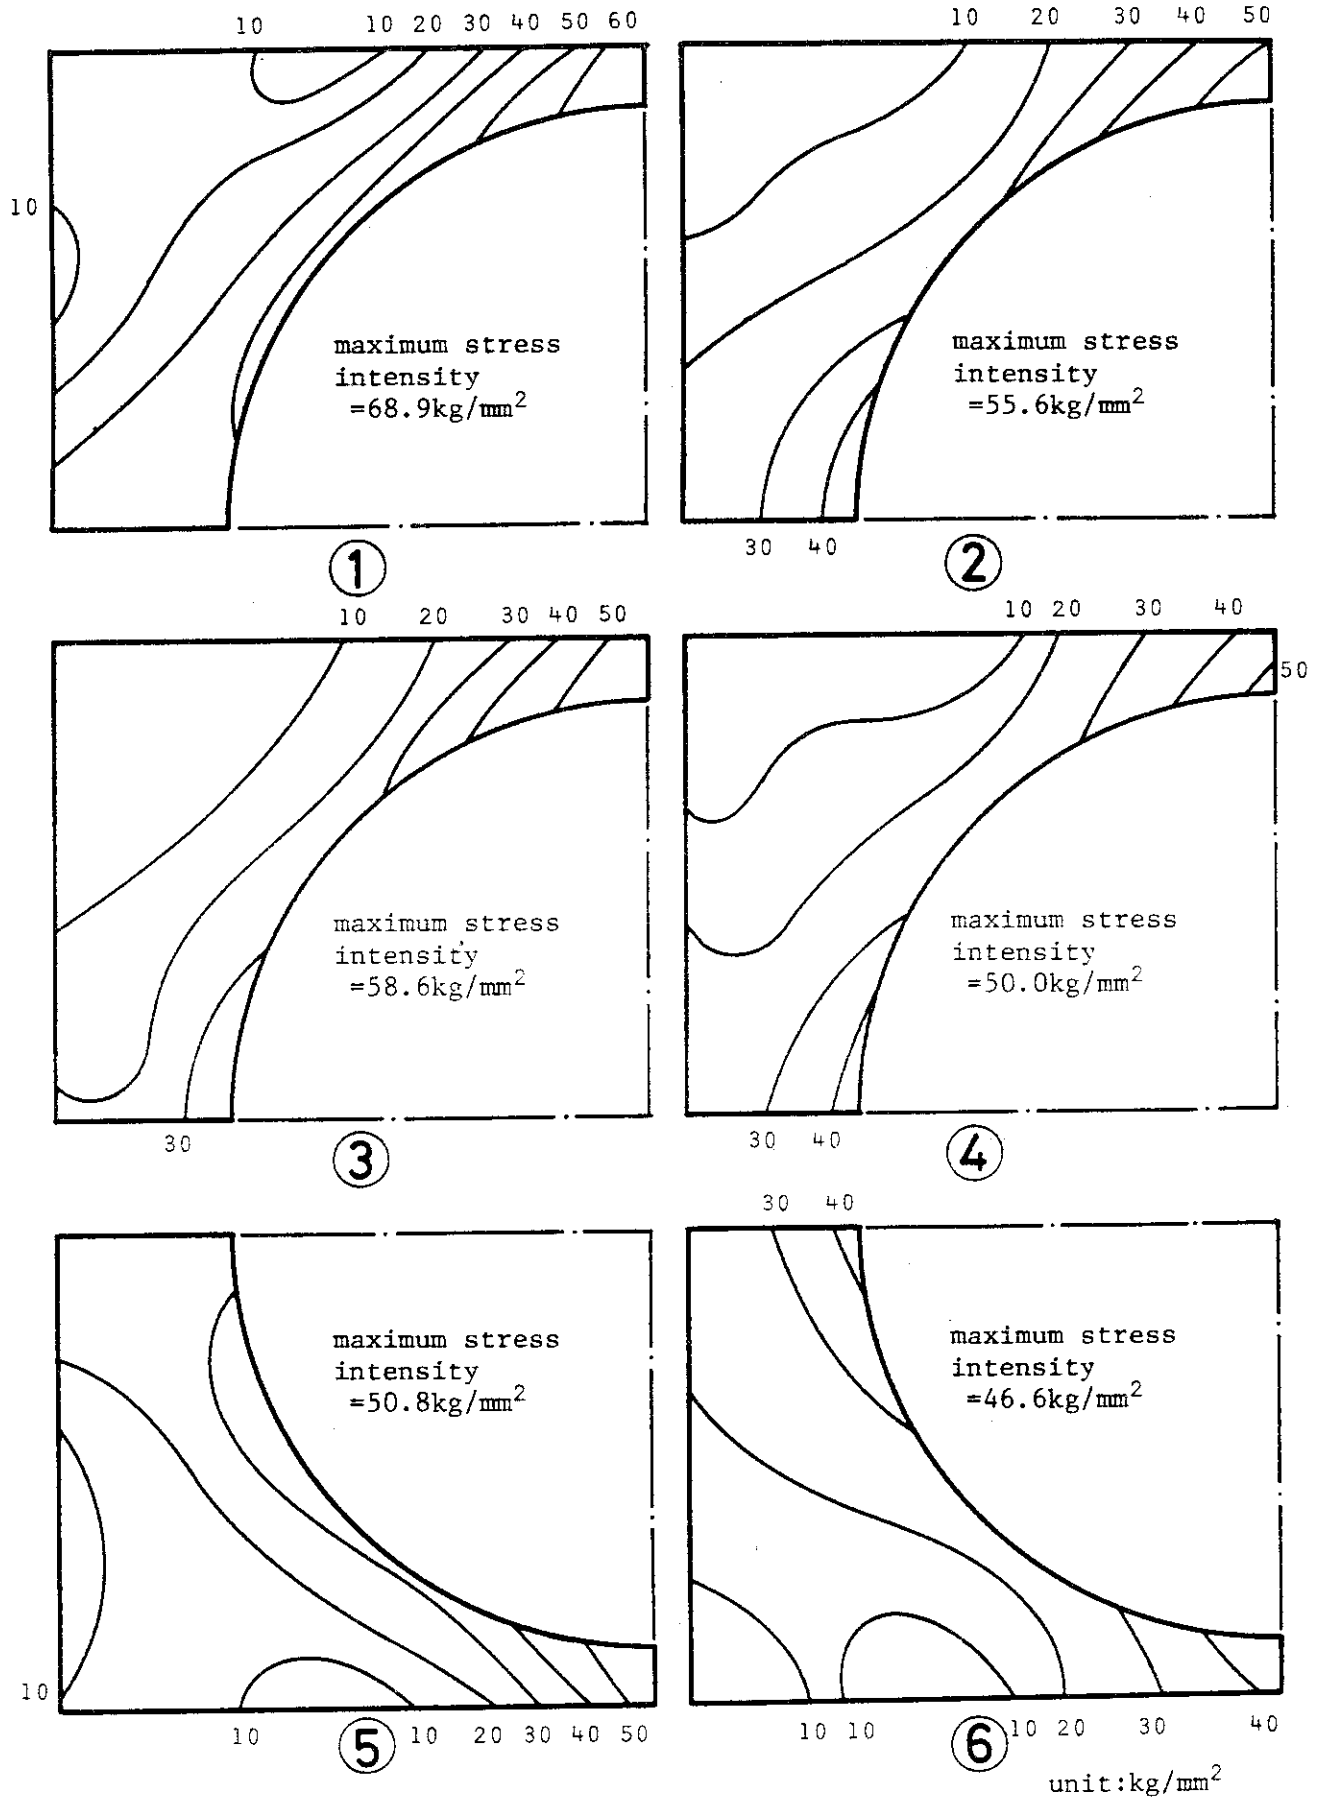 10 10 20 30 40 50 60
10
maximum stress
intensity
=68.9kg/mm²
①
10 20 30 40 50
maximum stress
intensity
=55.6kg/mm²
30 40
②
10 20 30 40 50
maximum stress
intensity
=58.6kg/mm²
30
③
10 20 30 40
50
maximum stress
intensity
=50.0kg/mm²
30 40
④
maximum stress
intensity
=50.8kg/mm²
10
10 10 20 30 40 50
⑤
30 40
maximum stress
intensity
=46.6kg/mm²
10 10 10 20 30 40
⑥
unit:kg/mm²